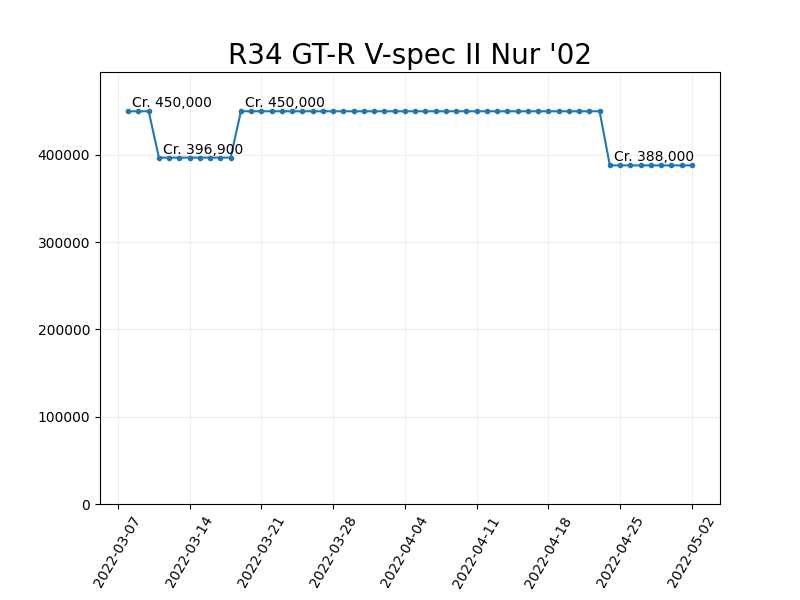 R34 GT-R V-spec II Nur '02
Cr. 450,000
Cr. 450,000
Cr. 396,900
Cr. 388,000
400000
300000
200000
100000
0
2022-03-07
2022-03-14
2022-03-21
2022-03-28
2022-04-04
2022-04-11
2022-04-18
2022-04-25
2022-05-02